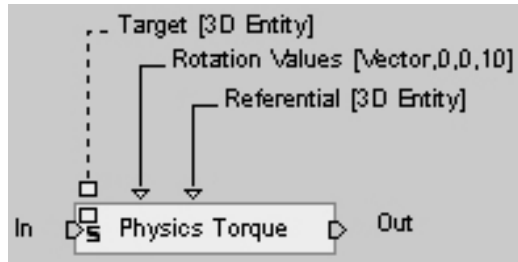 Target [3D Entity]
Rotation Values [Vector,0,0,10]
Referential [3D Entity]
In S Physics Torque Out